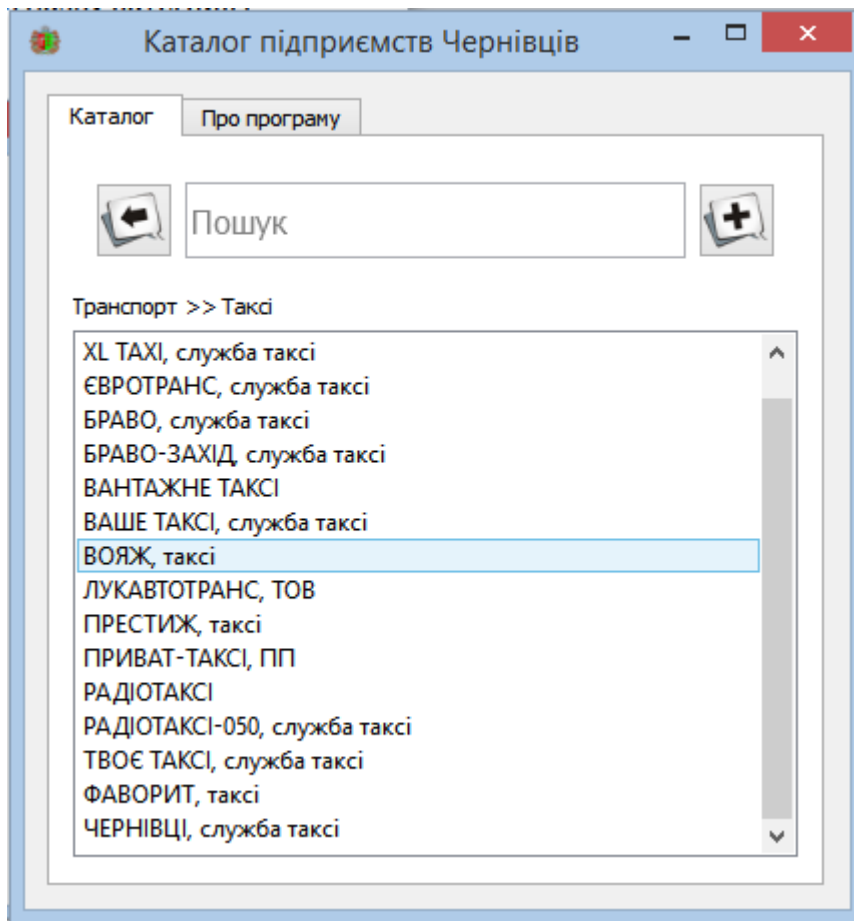 Каталог підприємств Чернівців
Каталог
Про програму
Пошук
Транспорт >> Таксі
XL TAXI, служба таксі
ЄВРОТРАНС, служба таксі
БРАВО, служба таксі
БРАВО-ЗАХІД, служба таксі
ВАНТАЖНЕ ТАКСІ
ВАШЕ ТАКСІ, служба таксі
ВОЯЖ, таксі
ЛУКАВТОТРАНС, ТОВ
ПРЕСТИЖ, таксі
ПРИВАТ-ТАКСІ, ПП
РАДІОТАКСІ
РАДІОТАКСІ-050, служба таксі
ТВОЄ ТАКСІ, служба таксі
ФАВОРИТ, таксі
ЧЕРНІВЦІ, служба таксі